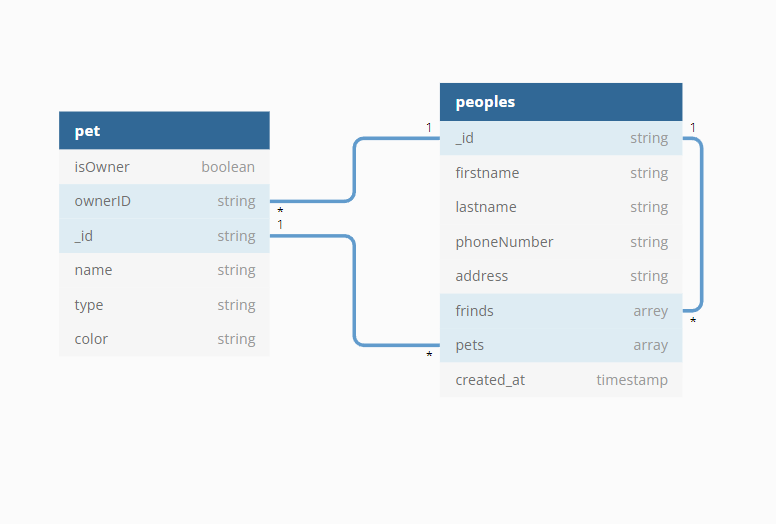 pet
isOwner boolean
ownerID string
_id string
name string
type string
color string
*
1
1
*
peoples
_id string
firstname string
lastname string
phoneNumber string
address string
frinds arrey
pets array
created_at timestamp
1
*